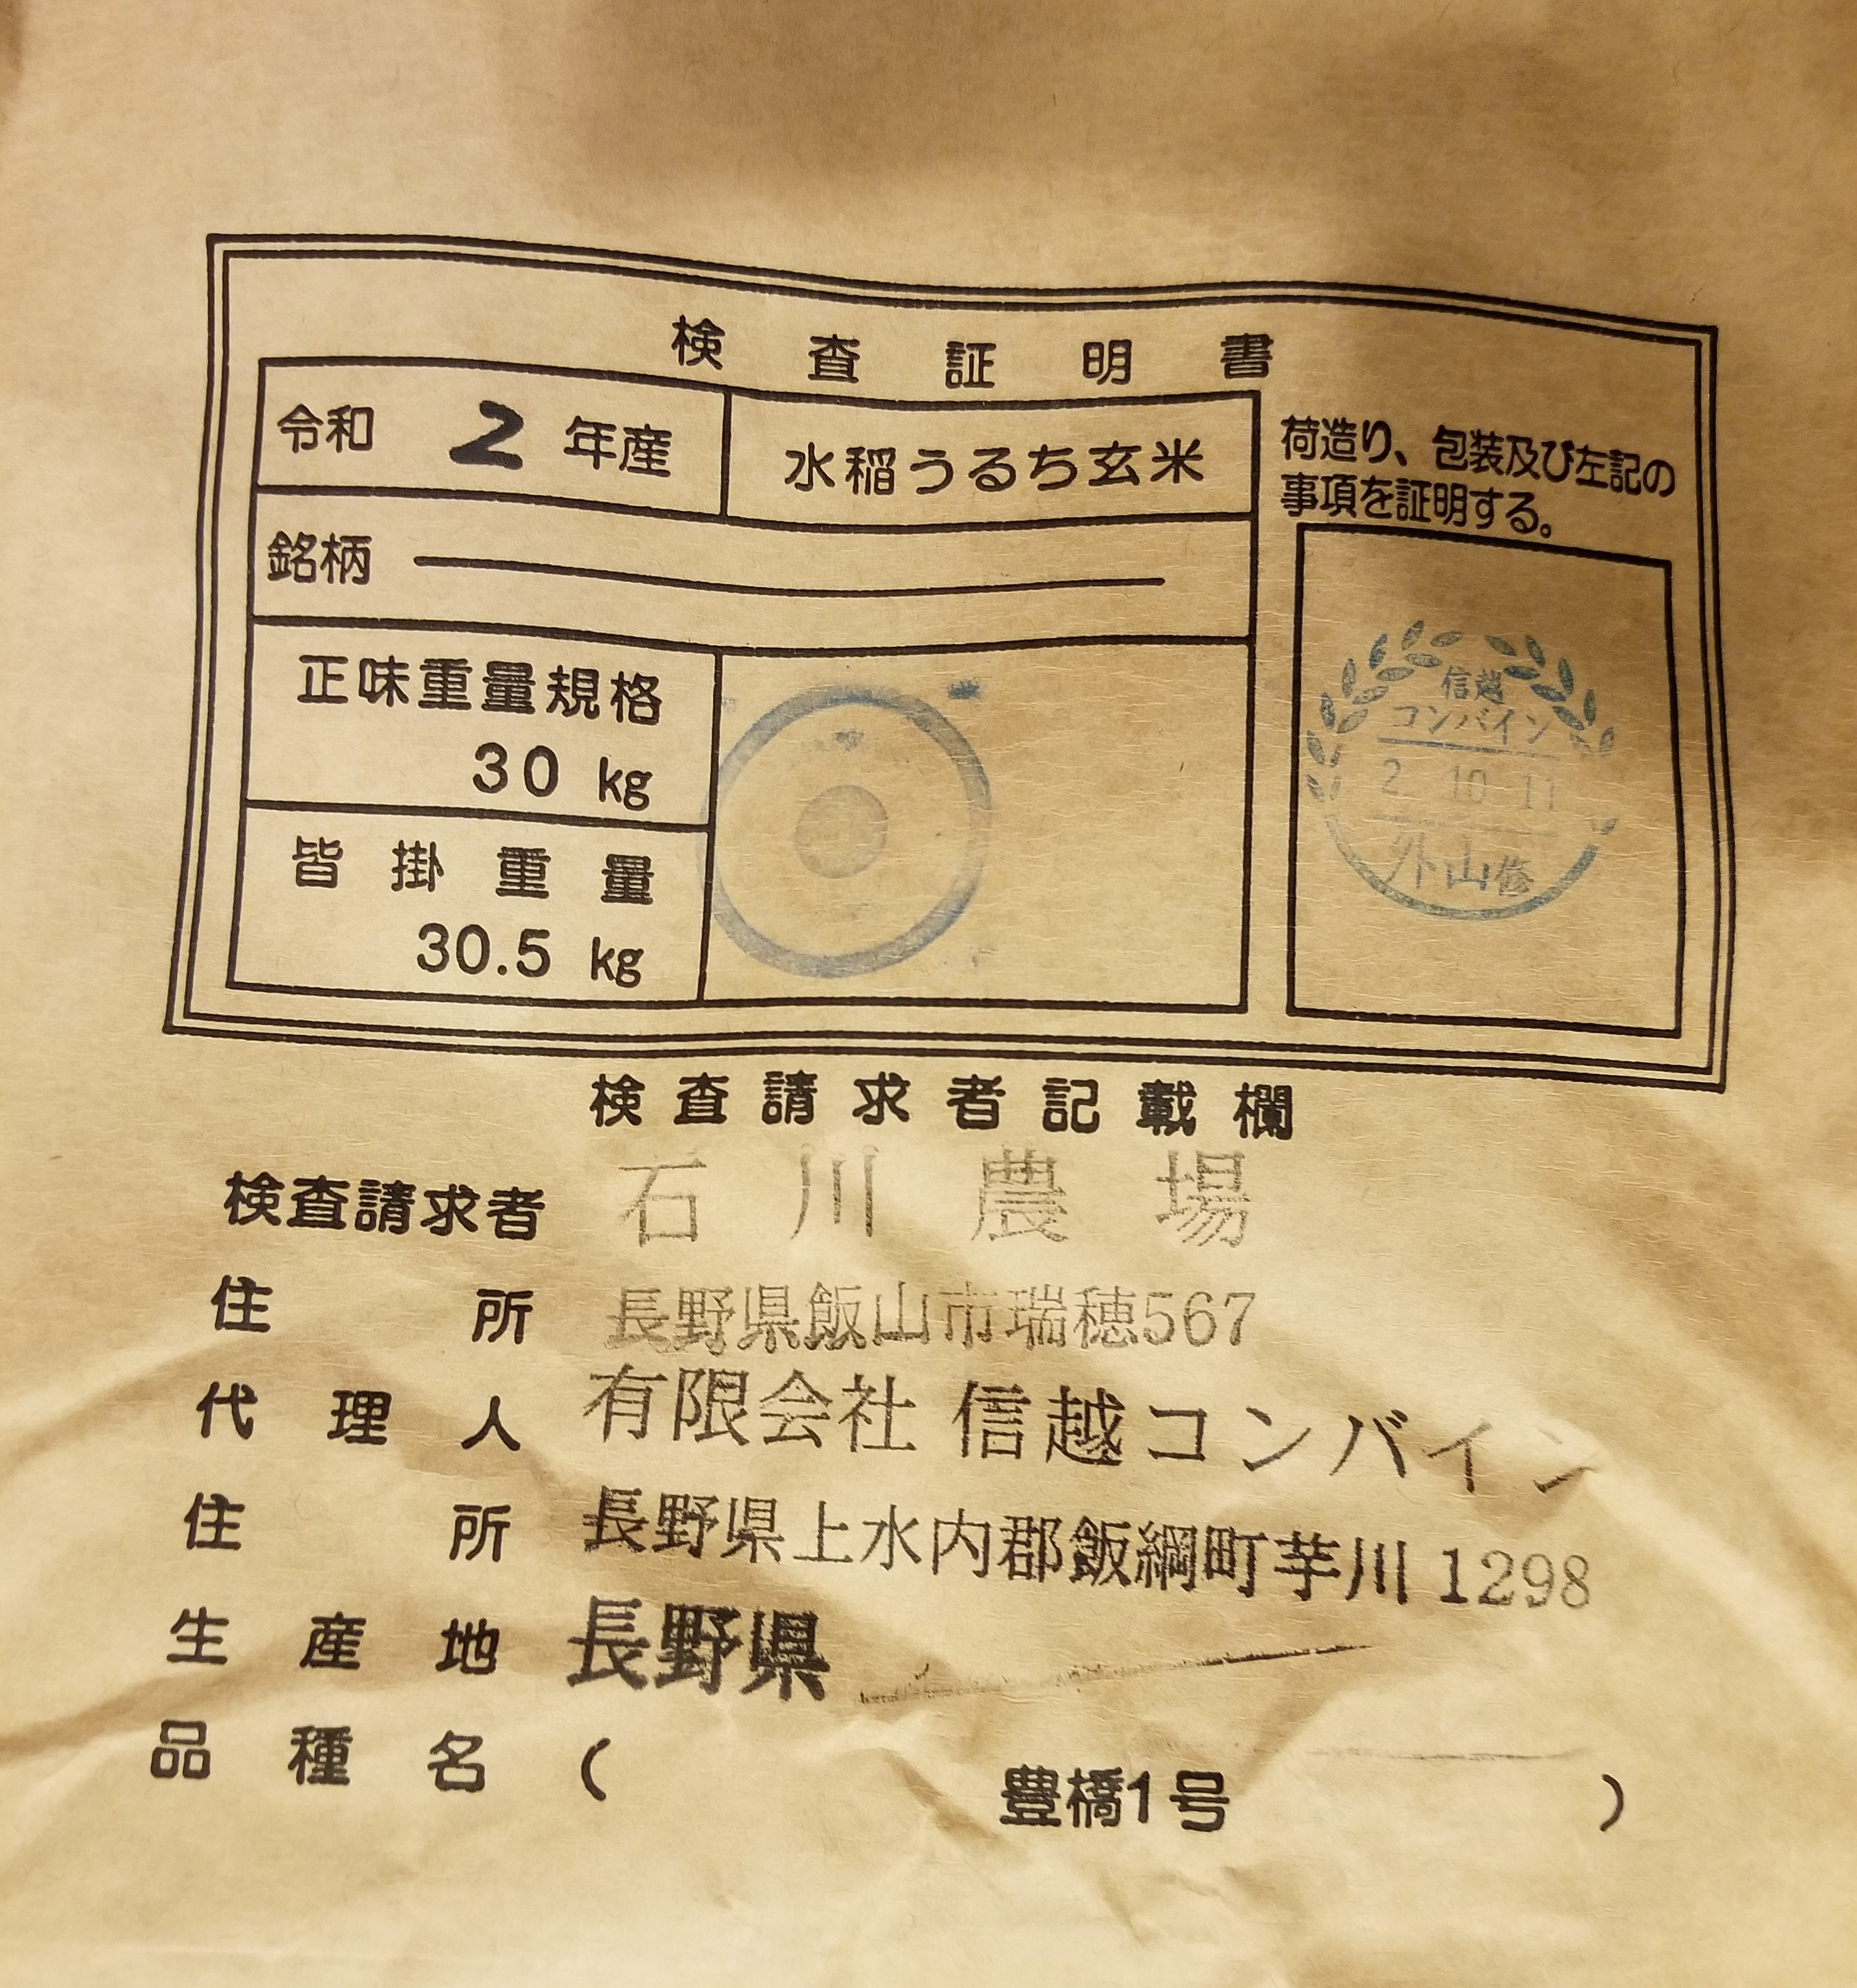 検査証明書
令和 2 年産
水稲うるち玄米
銘柄
正味重量規格
30 kg
皆掛重量
30.5 kg
荷造り、包装及び左記の
事項を証明する。
信越
コンバイン
2 10 11
外山修
検査請求者記載欄
検査請求者 石川農場
住所 長野県飯山市瑞穂567
代理人 有限会社 信越コンバイン
住所 長野県上水内郡飯綱町芋川 1298
生産地 長野県
品種名 ( 豊橋1号 )